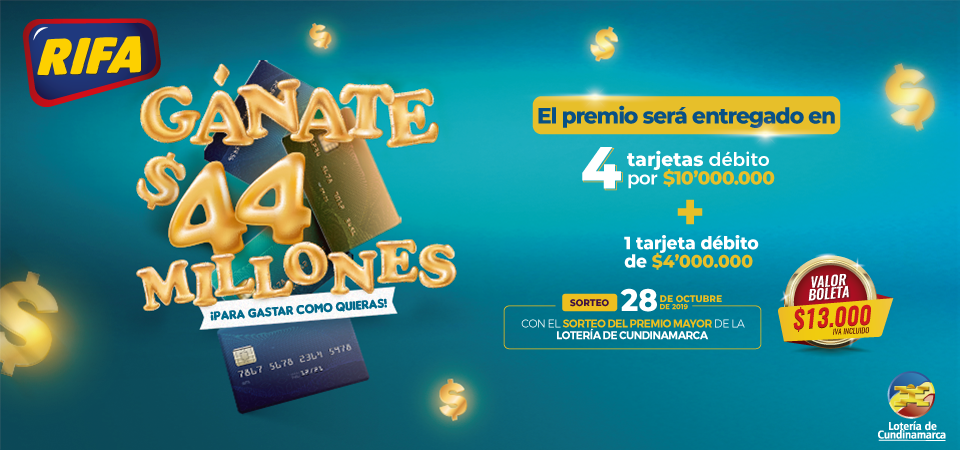 RIFA
GÁNATE
$44
MILLONES
¡PARA GASTAR COMO QUIERAS!
7867 5678 2364 5978
El premio será entregado en
4 tarjetas débito
por $10'000.000
+
1 tarjeta débito
de $4'000.000
SORTEO 28 DE OCTUBRE
DE 2019
CON EL SORTEO DEL PREMIO MAYOR DE LA
LOTERÍA DE CUNDINAMARCA
VALOR
BOLETA
$13.000
IVA INCLUIDO
Lotería de
Cundinamarca